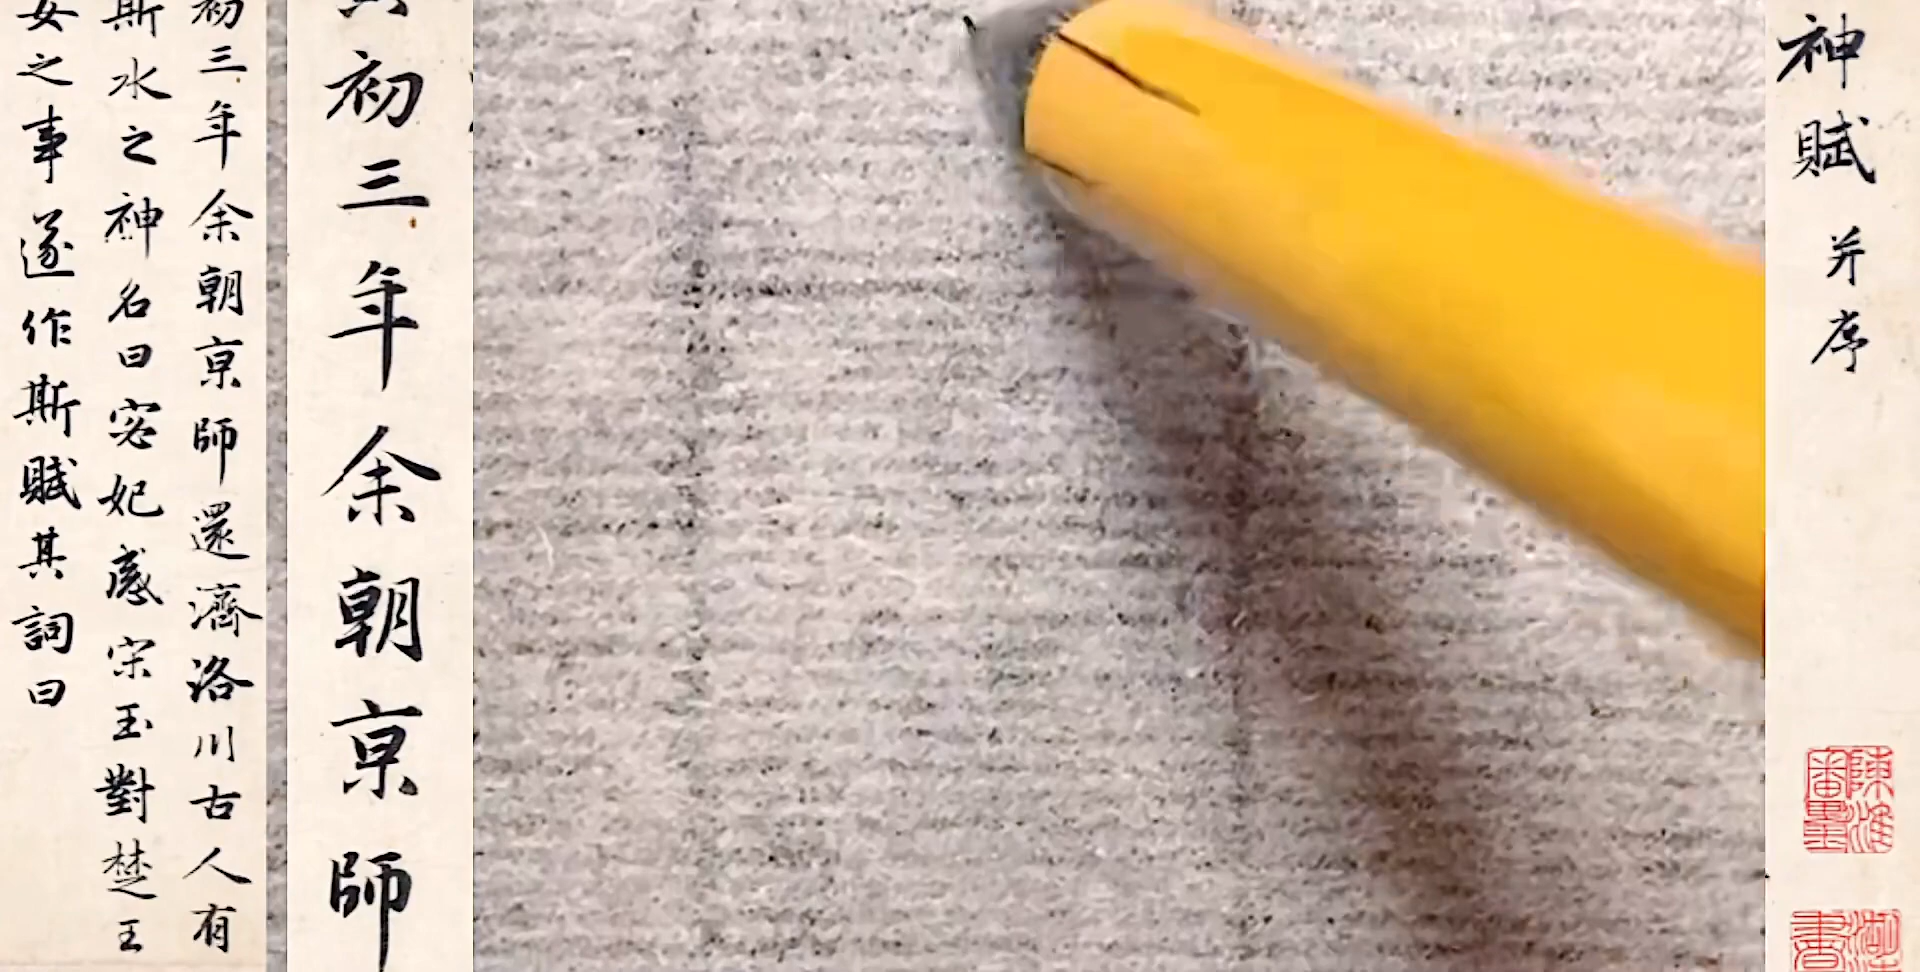 神賦并序
初三年余朝亰師
初三年余朝亰師還濟洛川古人有
斯水之神名曰宓妃感宋玉對楚王
女之事遂作斯賦其詞曰